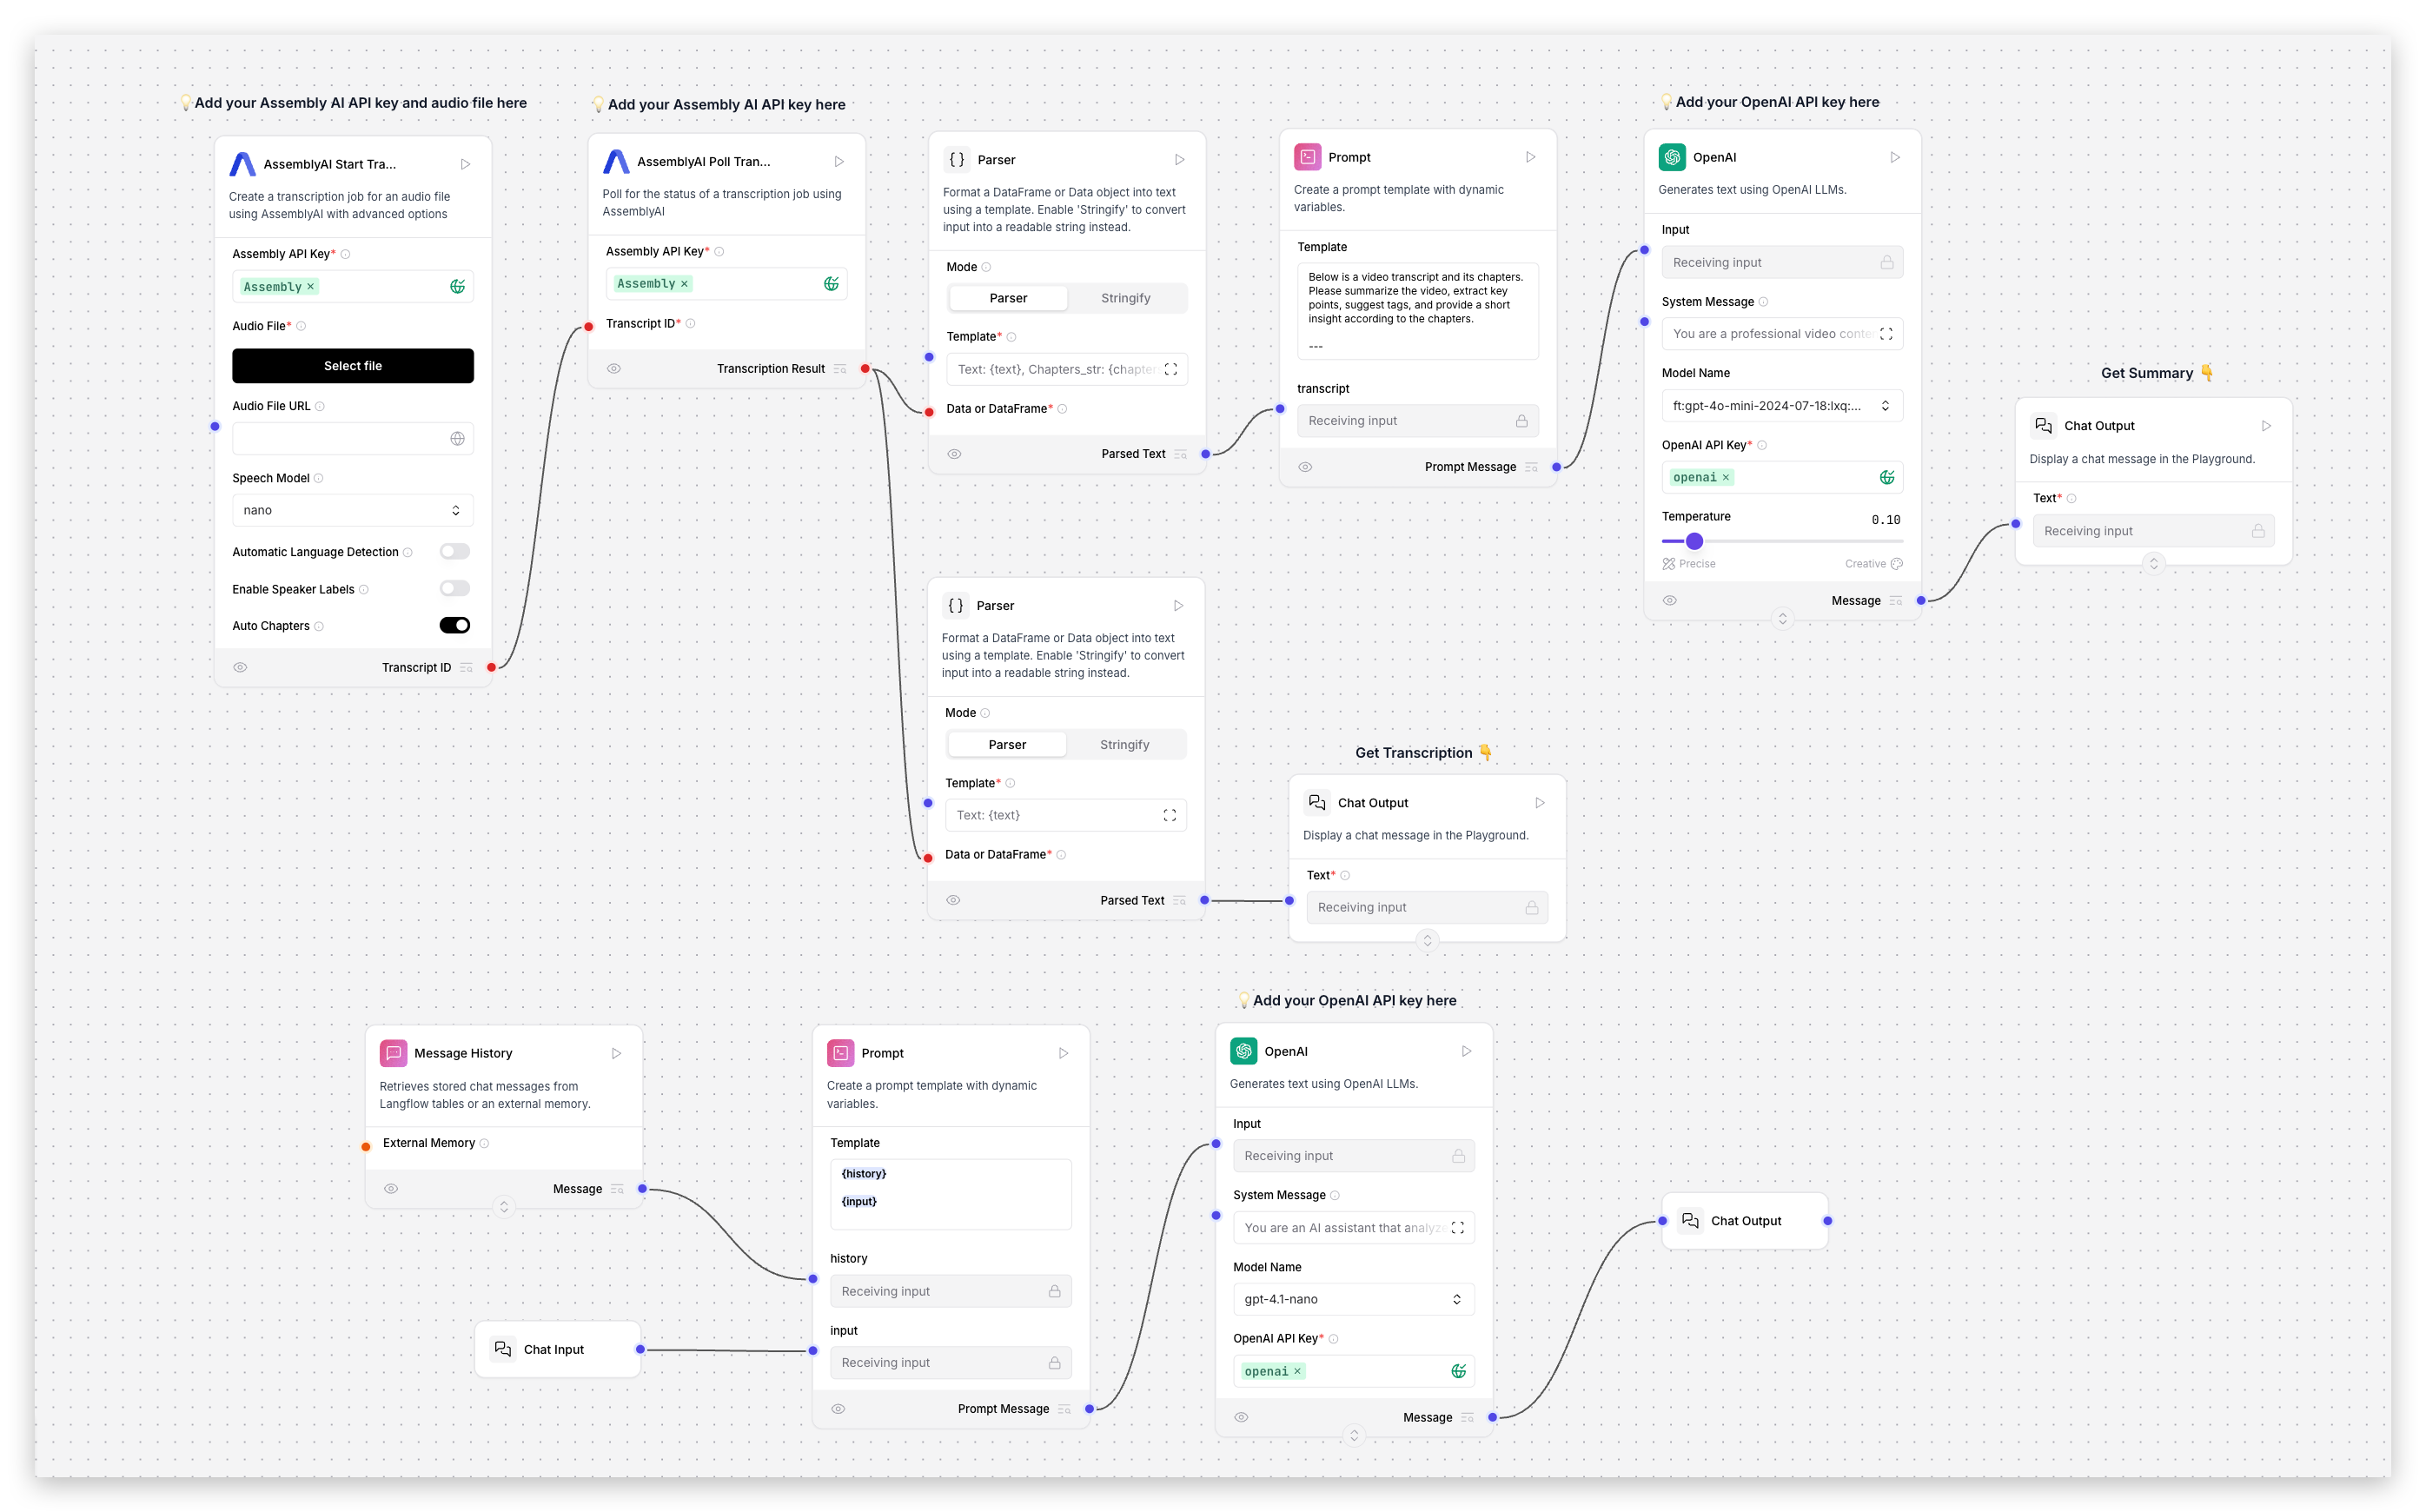 Add your Assembly AI API key and audio file here
AssemblyAI Start Tra...
Create a transcription job for an audio file
using AssemblyAI with advanced options
Assembly API Key*
Assembly ×
Audio File*
Select file
Audio File URL
Speech Model
nano
Automatic Language Detection
Enable Speaker Labels
Auto Chapters
Transcript ID
Add your Assembly AI API key here
AssemblyAI Poll Tran...
Poll for the status of a transcription job using
AssemblyAI
Assembly API Key*
Assembly ×
Transcript ID*
Transcription Result
Parser
Format a DataFrame or Data object into text
using a template. Enable 'Stringify' to convert
input into a readable string instead.
Mode
Parser Stringify
Template*
Text: {text}, Chapters_str: {chapters
Data or DataFrame*
Parsed Text
Prompt
Create a prompt template with dynamic
variables.
Template
Below is a video transcript and its chapters.
Please summarize the video, extract key
points, suggest tags, and provide a short
insight according to the chapters.
---
transcript
Receiving input
Prompt Message
Add your OpenAI API key here
OpenAI
Generates text using OpenAI LLMs.
Input
Receiving input
System Message
You are a professional video conte
Model Name
ft:gpt-4o-mini-2024-07-18:lxq:...
OpenAI API Key*
openai ×
Temperature 0.10
Precise Creative
Message
Get Summary
Chat Output
Display a chat message in the Playground.
Text*
Receiving input
Parser
Format a DataFrame or Data object into text
using a template. Enable 'Stringify' to convert
input into a readable string instead.
Mode
Parser Stringify
Template*
Text: {text}
Data or DataFrame*
Parsed Text
Get Transcription
Chat Output
Display a chat message in the Playground.
Text*
Receiving input
Message History
Retrieves stored chat messages from
Langflow tables or an external memory.
External Memory
Message
Chat Input
Prompt
Create a prompt template with dynamic
variables.
Template
{history}
{input}
history
Receiving input
input
Receiving input
Prompt Message
Add your OpenAI API key here
OpenAI
Generates text using OpenAI LLMs.
Input
Receiving input
System Message
You are an AI assistant that analyze
Model Name
gpt-4.1-nano
OpenAI API Key*
openai ×
Message
Chat Output